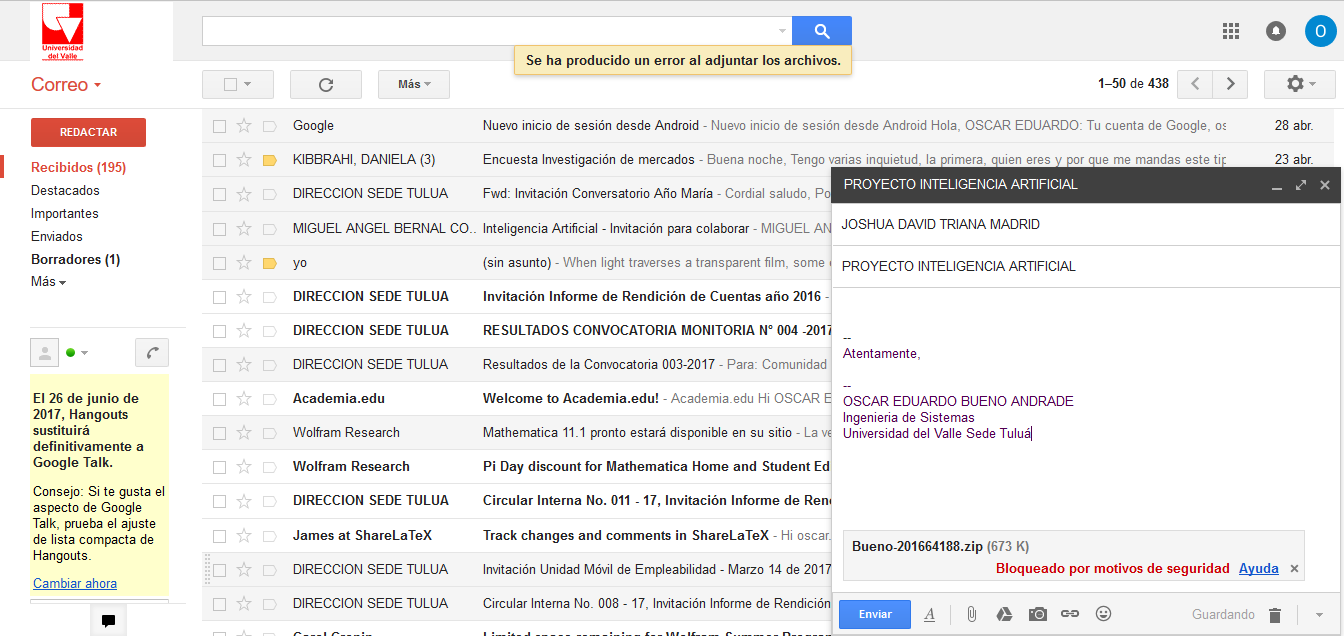 Universidad
del Valle
Se ha producido un error al adjuntar los archivos.
O
Correo
Más
1–50 de 438
REDACTAR
Recibidos (195)
Destacados
Importantes
Enviados
Borradores (1)
Más
El 26 de junio de
2017, Hangouts
sustituirá
definitivamente a
Google Talk.
Consejo: Si te gusta el
aspecto de Google
Talk, prueba el ajuste
de lista compacta de
Hangouts.
Cambiar ahora
Google Nuevo inicio de sesión desde Android - Nuevo inicio de sesión desde Android Hola, OSCAR EDUARDO: Tu cuenta de Google, os 28 abr.
KIBBRAHI, DANIELA (3) Encuesta Investigación de mercados - Buena noche, Tengo varias inquietud, la primera, quien eres y por que me mandas este tip 23 abr.
DIRECCION SEDE TULUA Fwd: Invitación Conversatorio Año María - Cordial saludo, Po
MIGUEL ANGEL BERNAL CO.. Inteligencia Artificial - Invitación para colaborar - MIGUEL AN
yo (sin asunto) - When light traverses a transparent film, some
DIRECCION SEDE TULUA Invitación Informe de Rendición de Cuentas año 2016 -
DIRECCION SEDE TULUA RESULTADOS CONVOCATORIA MONITORIA N° 004 -2017
DIRECCION SEDE TULUA Resultados de la Convocatoria 003-2017 - Para: Comunidad
Academia.edu Welcome to Academia.edu! - Academia.edu Hi OSCAR E
Wolfram Research Mathematica 11.1 pronto estará disponible en su sitio - La ve
Wolfram Research Pi Day discount for Mathematica Home and Student Ed
DIRECCION SEDE TULUA Circular Interna No. 011 - 17, Invitación Informe de Rend
James at ShareLaTeX Track changes and comments in ShareLaTeX - Hi oscar.
DIRECCION SEDE TULUA Invitación Unidad Móvil de Empleabilidad - Marzo 14 de 2017
DIRECCION SEDE TULUA Circular Interna No. 008 - 17, Invitación Informe de Rendición
PROYECTO INTELIGENCIA ARTIFICIAL
JOSHUA DAVID TRIANA MADRID
PROYECTO INTELIGENCIA ARTIFICIAL
--
Atentamente,
--
OSCAR EDUARDO BUENO ANDRADE
Ingenieria de Sistemas
Universidad del Valle Sede Tuluá
Bueno-201664188.zip (673 K)
Bloqueado por motivos de seguridad Ayuda
Enviar Guardando